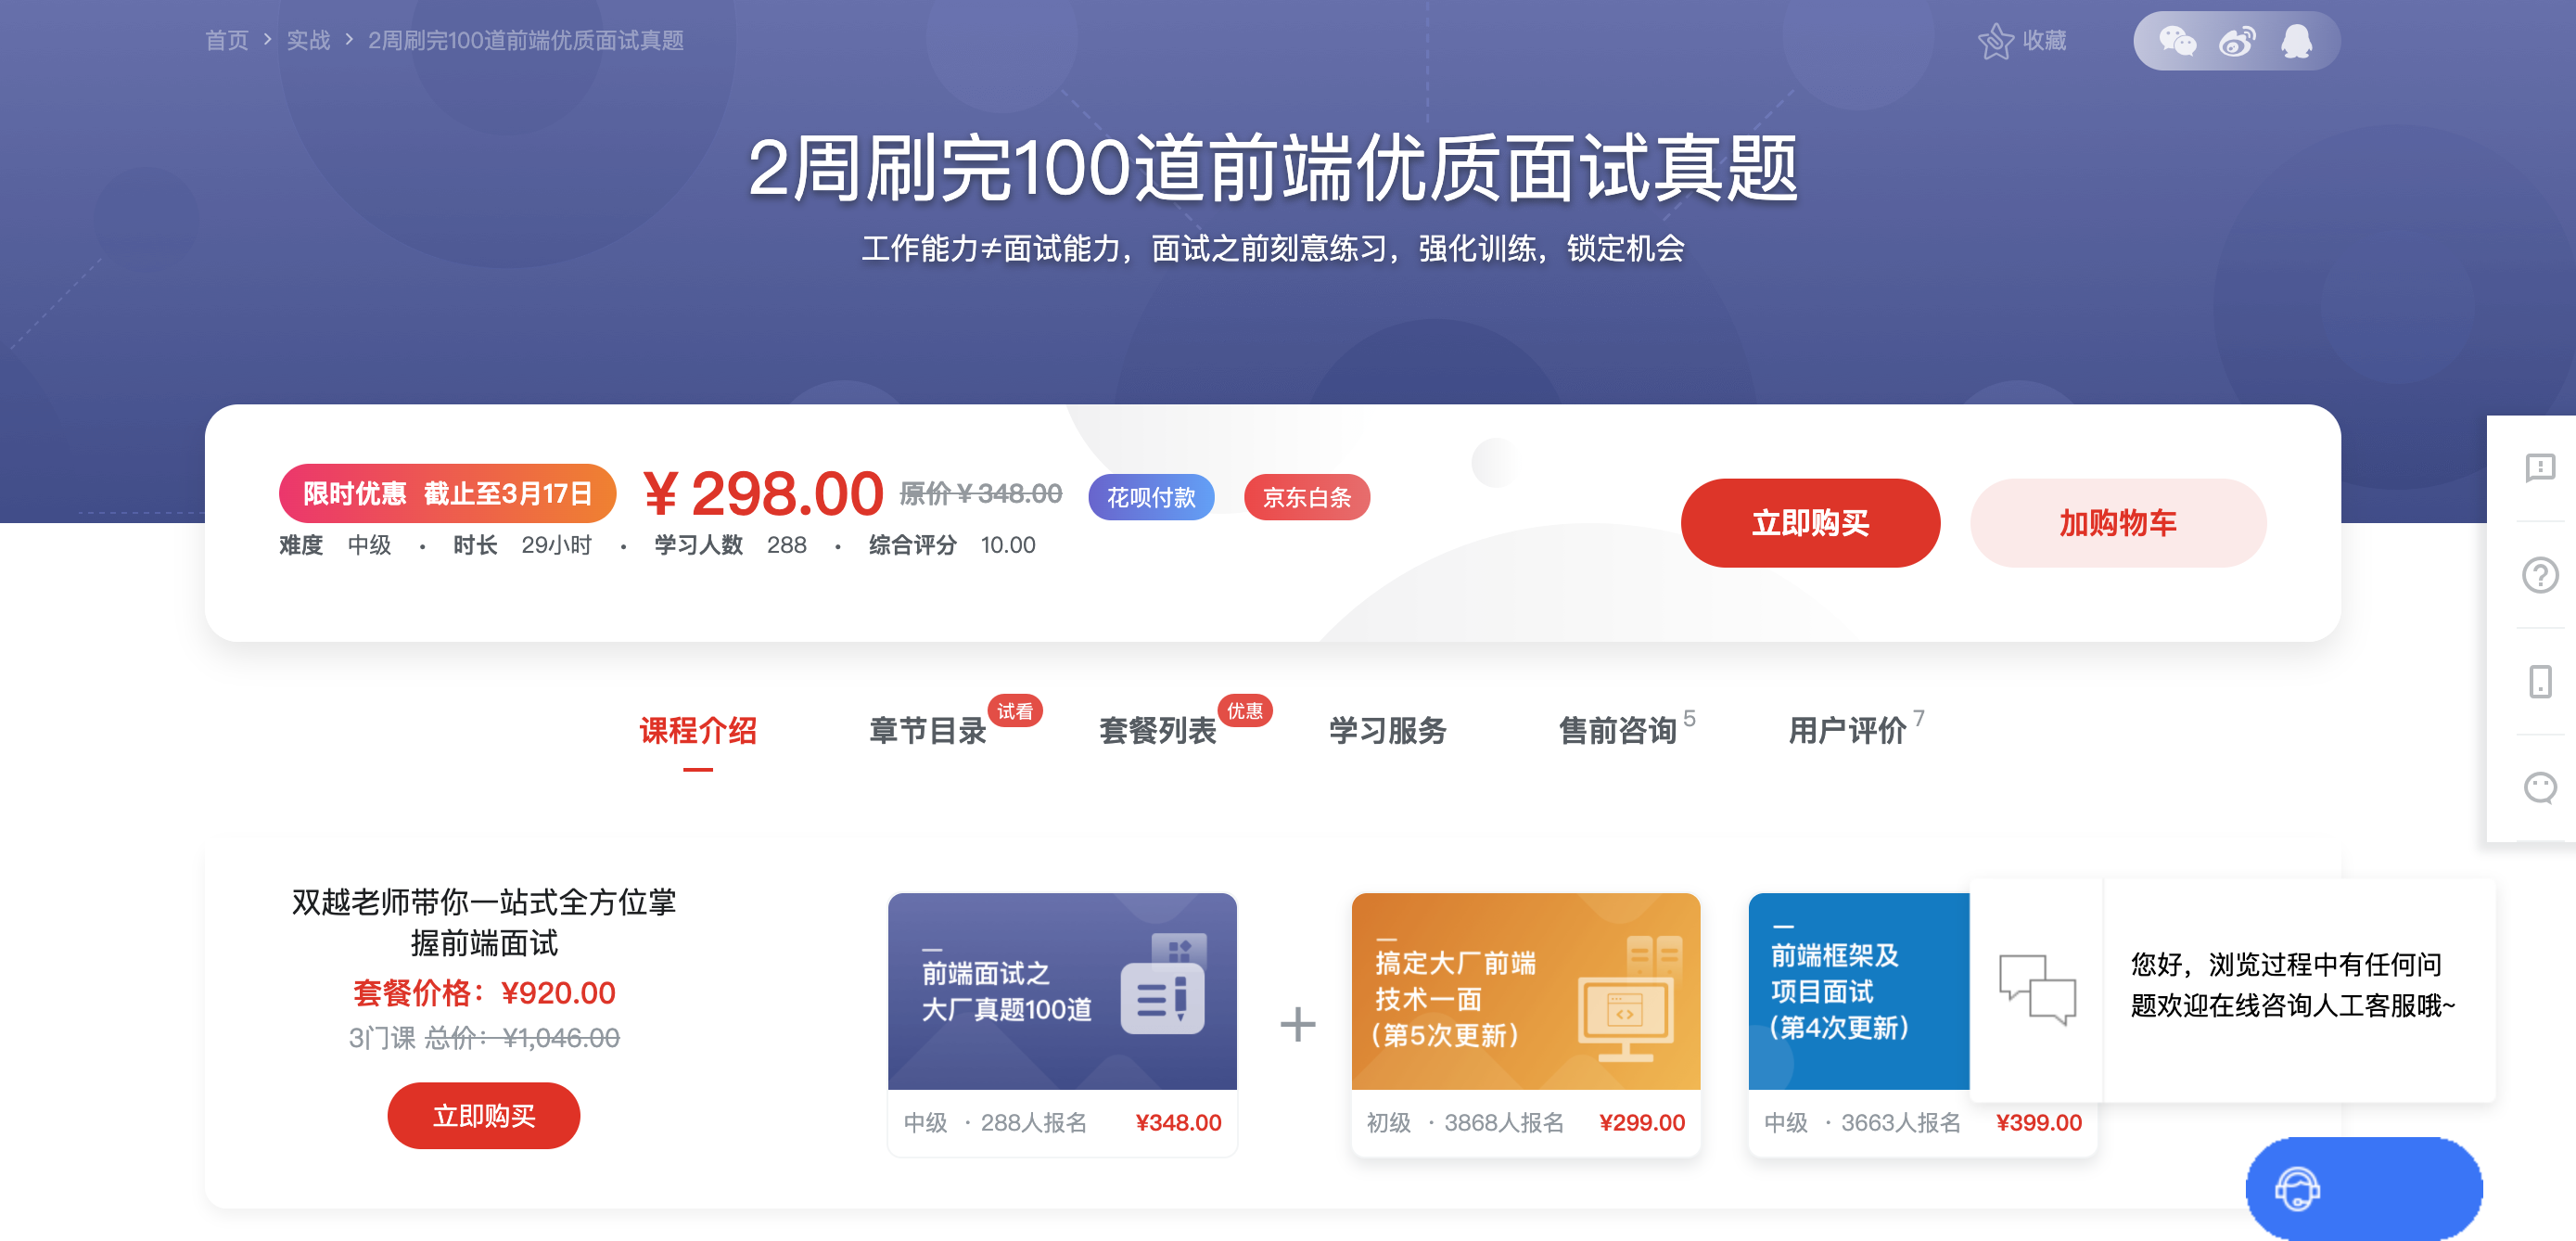 首页 > 实战 > 2周刷完100道前端优质面试真题
收藏
2周刷完100道前端优质面试真题
工作能力≠面试能力，面试之前刻意练习，强化训练，锁定机会
限时优惠 截止至3月17日 ¥ 298.00 原价 ¥ 348.00 花呗付款 京东白条
难度 中级 · 时长 29小时 · 学习人数 288 · 综合评分 10.00
立即购买 加购物车
课程介绍 章节目录 试看 套餐列表 优惠 学习服务 售前咨询 5 用户评价 7
双越老师带你一站式全方位掌
握前端面试
套餐价格：¥920.00
3门课 总价：¥1,046.00
立即购买
前端面试之
大厂真题100道
中级 · 288人报名 ¥348.00
+
搞定大厂前端
技术一面
（第5次更新）
初级 · 3868人报名 ¥299.00
前端框架及
项目面试
（第4次更新）
中级 · 3663人报名 ¥399.00
您好，浏览过程中有任何问
题欢迎在线咨询人工客服哦~